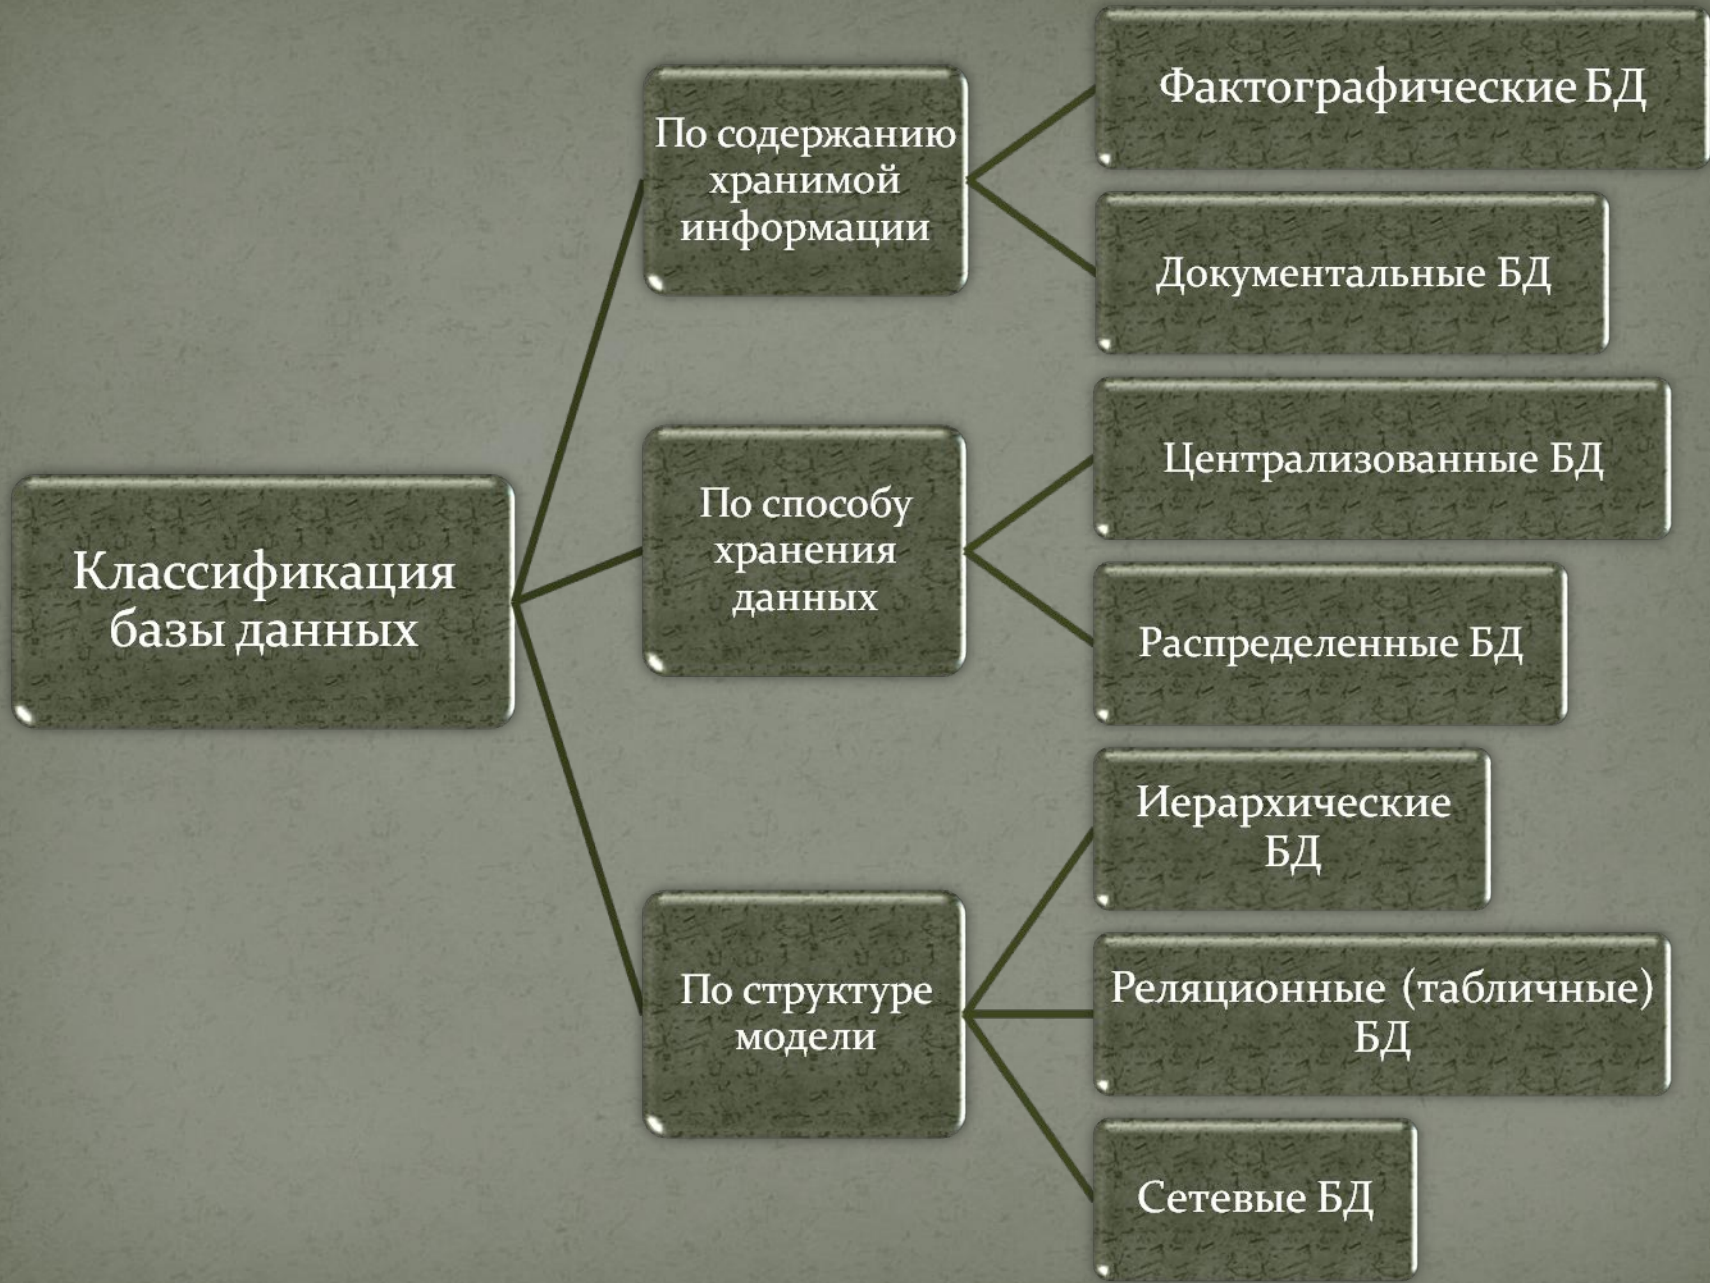 Классификация
базы данных
По содержанию
хранимой
информации
Фактографические БД
Документальные БД
По способу
хранения
данных
Централизованные БД
Распределенные БД
По структуре
модели
Иерархические
БД
Реляционные (табличные)
БД
Сетевые БД